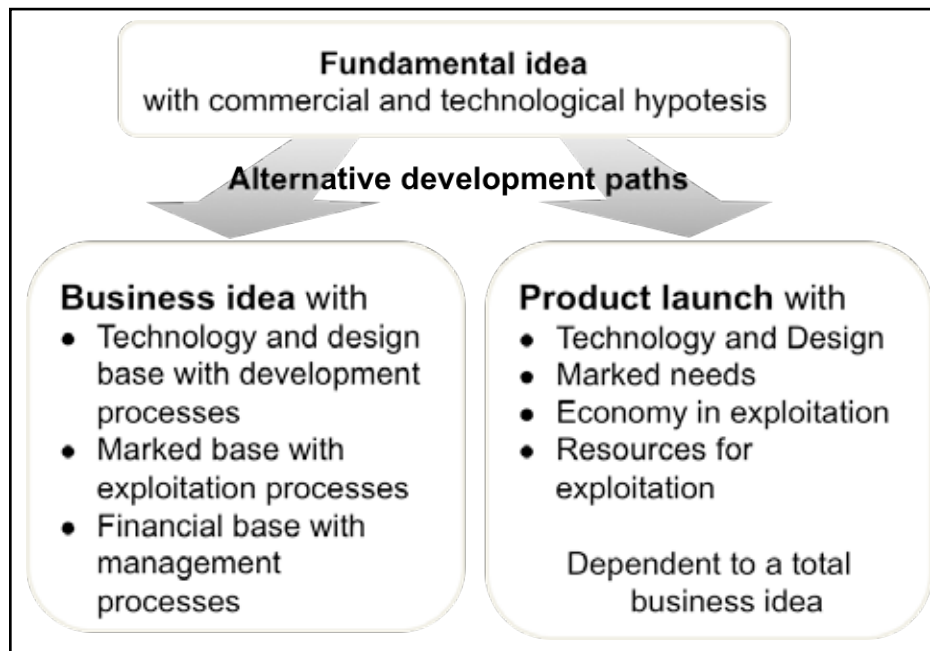 Fundamental idea
with commercial and technological hypotesis
Alternative development paths
Business idea with
• Technology and design
base with development
processes
• Marked base with
exploitation processes
• Financial base with
management
processes
Product launch with
• Technology and Design
• Marked needs
• Economy in exploitation
• Resources for
exploitation
Dependent to a total
business idea